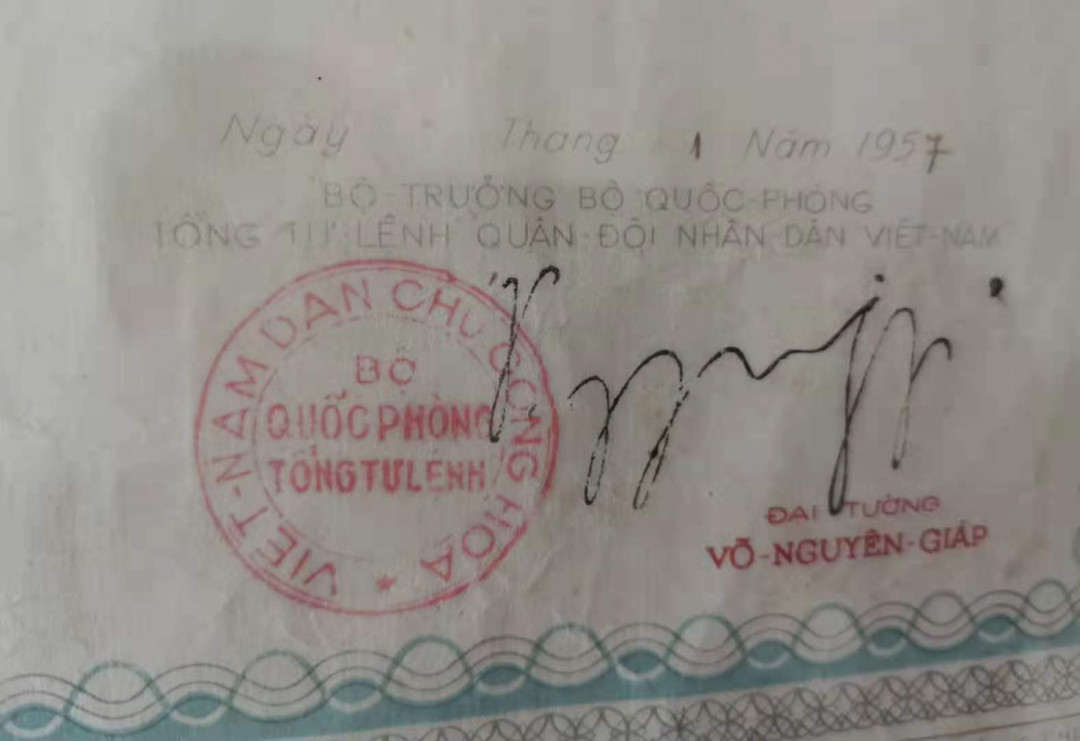 Ngày Thang 1 Năm 1957
BỘ-TRƯỞNG BỘ QUỐC-PHÒNG
TỔNG TƯ-LỆNH QUÂN-ĐỘI NHÂN-DÂN VIỆT-NAM
VIỆT-NAM DÂN CHỦ CỘNG HÒA
BỘ
QUỐC PHÒNG
TỔNG TƯ LỆNH
ĐẠI TƯỚNG
VÕ-NGUYÊN-GIÁP